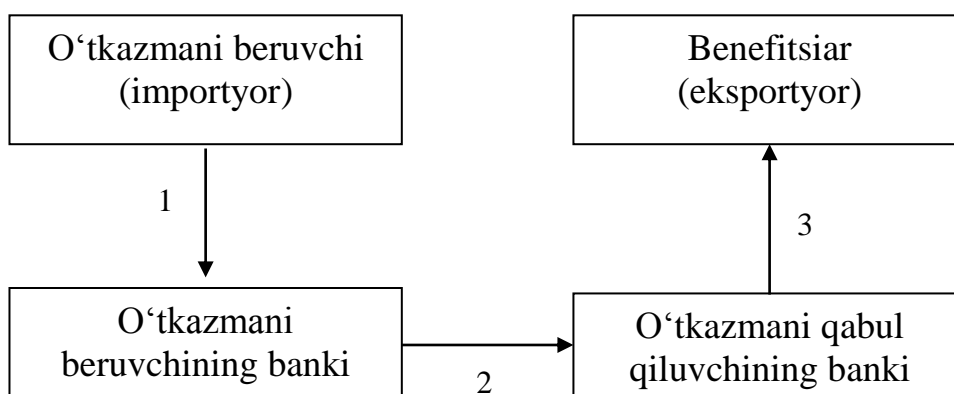 O‘tkazmani beruvchi
(importyor)
Benefitsiar
(eksportyor)
1
3
O‘tkazmani
beruvchining banki
2
O‘tkazmani qabul
qiluvchining banki